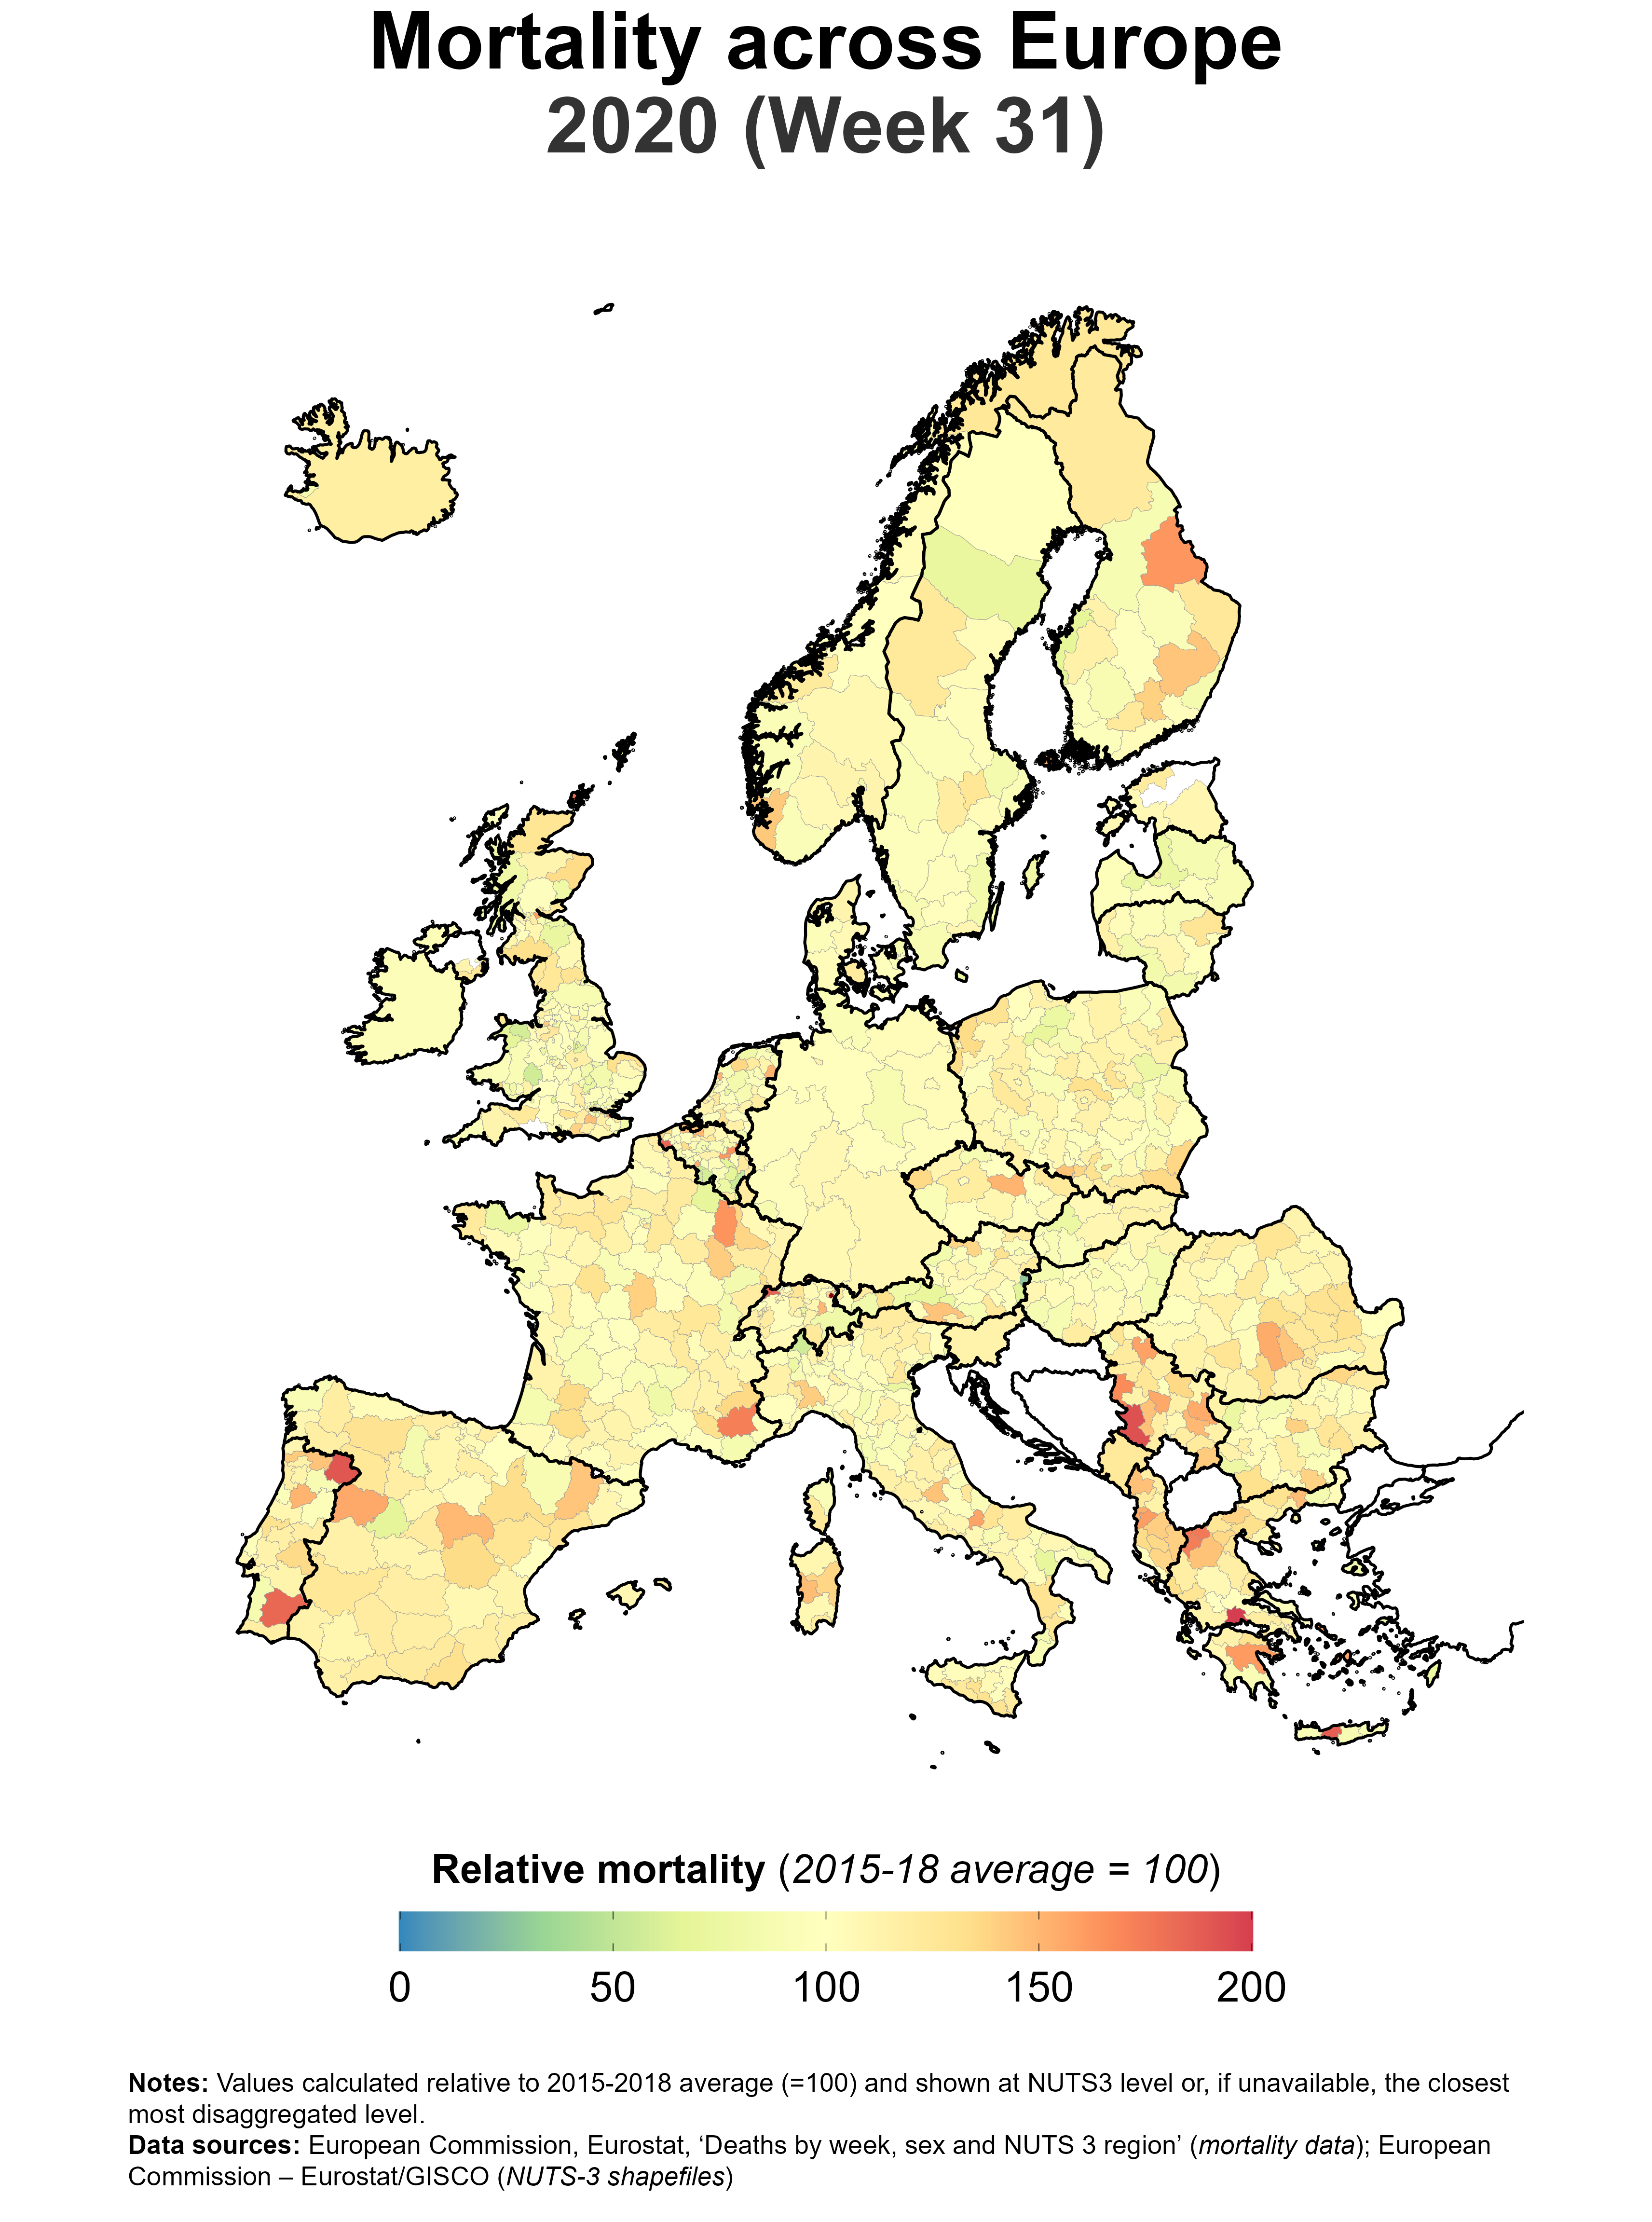 Mortality across Europe
2020 (Week 31)
Relative mortality (2015-18 average = 100)
0 50 100 150 200
Notes: Values calculated relative to 2015-2018 average (=100) and shown at NUTS3 level or, if unavailable, the closest
most disaggregated level.
Data sources: European Commission, Eurostat, ‘Deaths by week, sex and NUTS 3 region’ (mortality data); European
Commission – Eurostat/GISCO (NUTS-3 shapefiles)